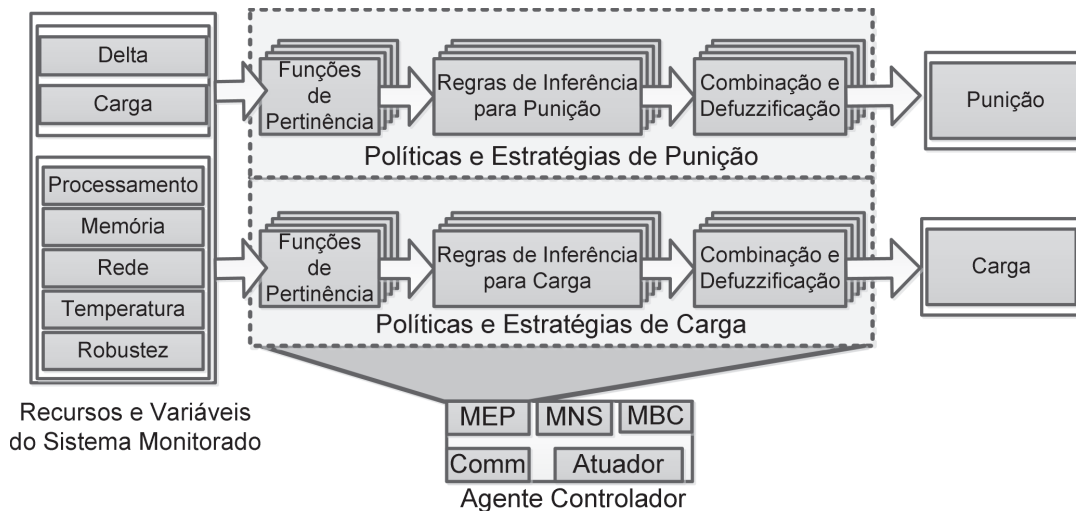 Delta
Carga
Funções
de
Pertinência
Regras de Inferência
para Punição
Combinação e
Defuzzificação
Punição
Políticas e Estratégias de Punição
Processamento
Memória
Rede
Temperatura
Robustez
Funções
de
Pertinência
Regras de Inferência
para Carga
Combinação e
Defuzzificação
Carga
Políticas e Estratégias de Carga
Recursos e Variáveis
do Sistema Monitorado
MEP
MNS
MBC
Comm
Atuador
Agente Controlador